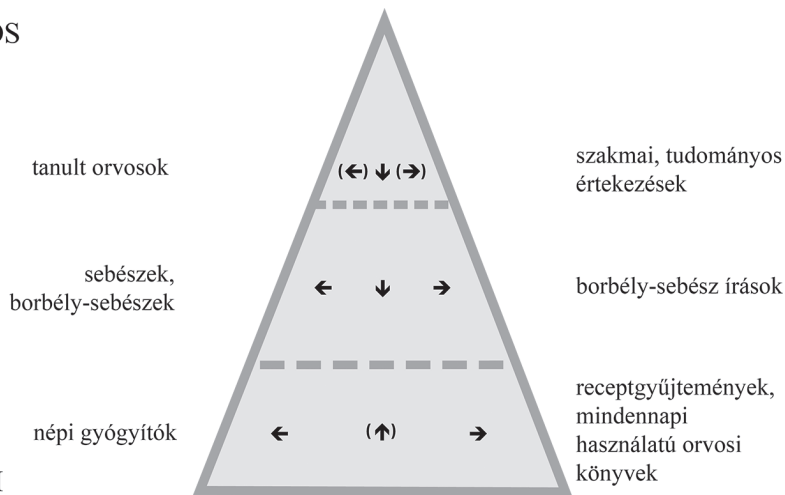 tanult orvosok
szakmai, tudományos
értekezések
sebészek,
borbély-sebészek
borbély-sebész írások
népi gyógyítók
receptgyűjtemények,
mindennapi
használatú orvosi
könyvek